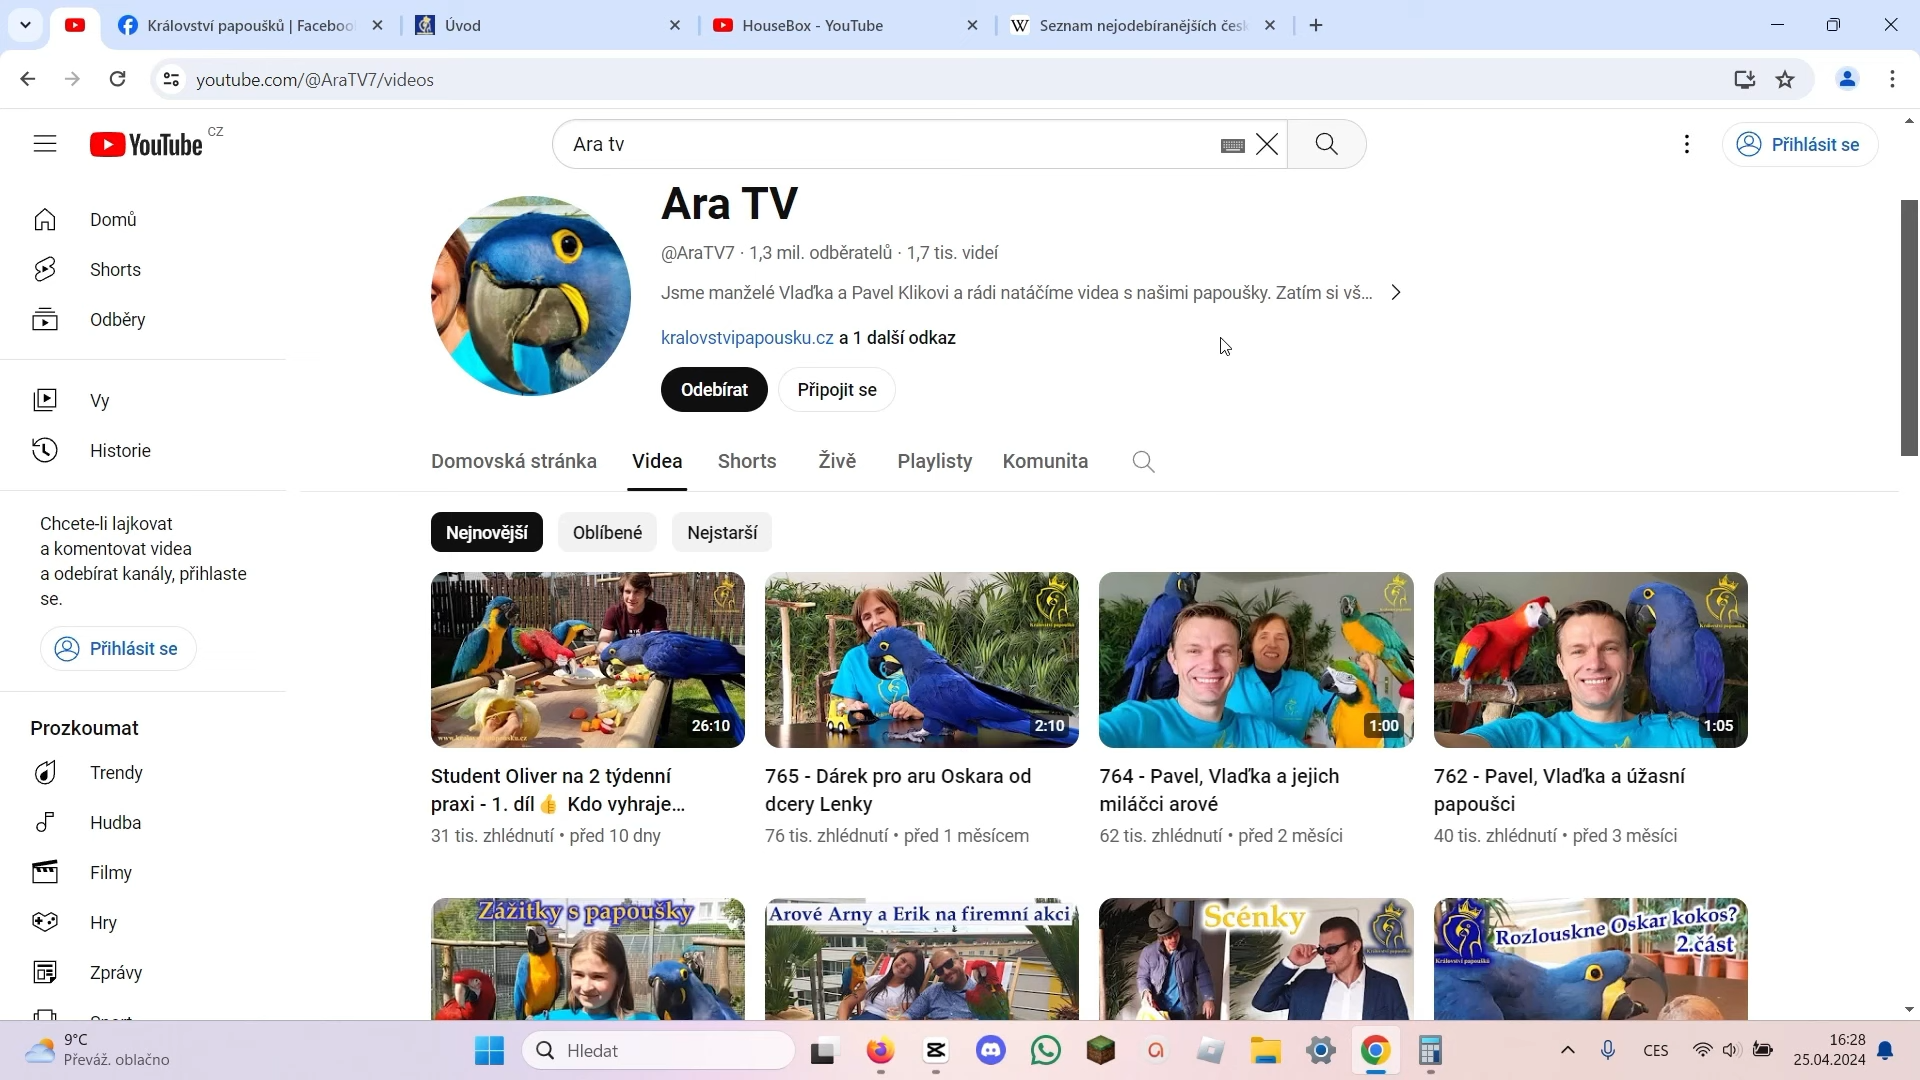 Království papoušků | Faceboo
Úvod
HouseBox - YouTube
Seznam nejodebíranějších česk
youtube.com/@AraTV7/videos
YouTube CZ
Ara tv
Přihlásit se
Domů
Shorts
Odběry
Vy
Historie
Chcete-li lajkovat
a komentovat videa
a odebírat kanály, přihlaste
se.
Přihlásit se
Prozkoumat
Trendy
Hudba
Filmy
Hry
Zprávy
Ara TV
@AraTV7 · 1,3 mil. odběratelů · 1,7 tis. videí
Jsme manželé Vlaďka a Pavel Klikovi a rádi natáčíme videa s našimi papoušky. Zatím si vš...
kralovstvipapousku.cz a 1 další odkaz
Odebírat
Připojit se
Domovská stránka
Videa
Shorts
Živě
Playlisty
Komunita
Nejnovější
Oblíbené
Nejstarší
26:10
2:10
1:00
1:05
Student Oliver na 2 týdenní
praxi - 1. díl👍 Kdo vyhraje...
31 tis. zhlédnutí • před 10 dny
765 - Dárek pro aru Oskara od
dcery Lenky
76 tis. zhlédnutí • před 1 měsícem
764 - Pavel, Vlaďka a jejich
miláčci arové
62 tis. zhlédnutí • před 2 měsíci
762 - Pavel, Vlaďka a úžasní
papoušci
40 tis. zhlédnutí • před 3 měsíci
Zážitky s papoušky
Arové Arny a Erik na firemní akci
Scénky
Rozlouskne Oskar kokos?
2.část
9°C
Převáž. oblačno
Hledat
CES
16:28
25.04.2024